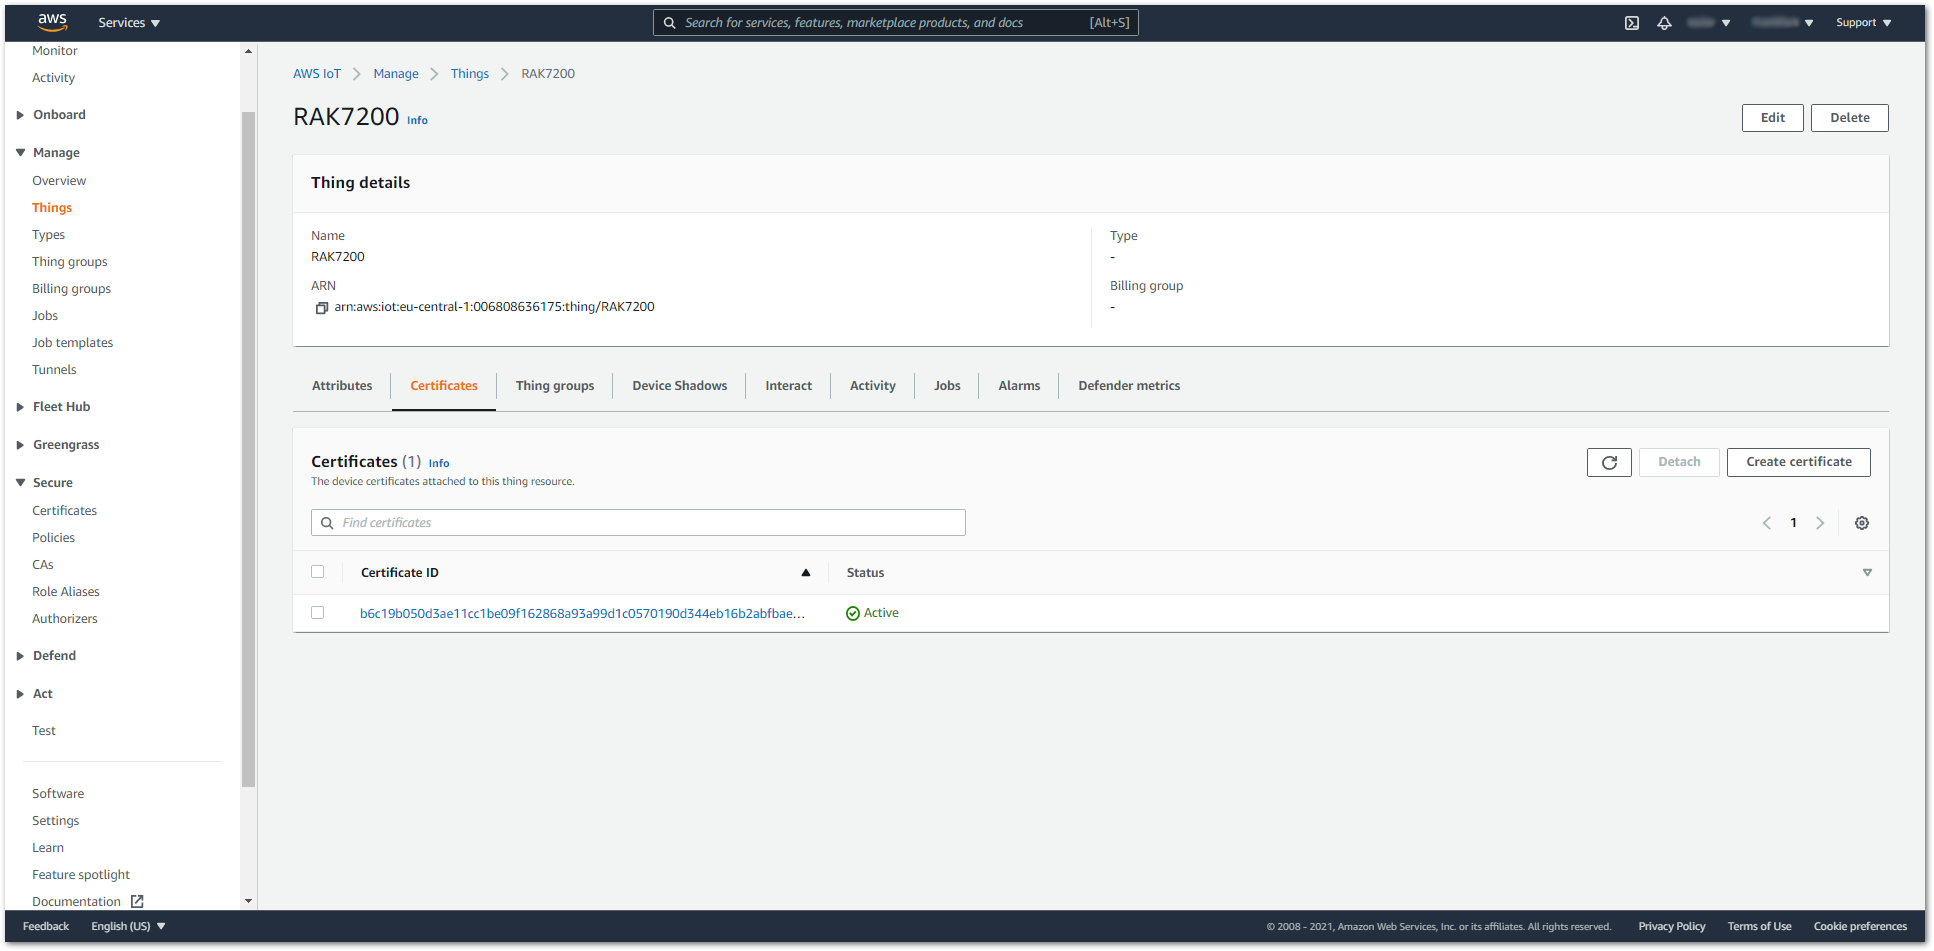 aws Services Search for services, features, marketplace products, and docs [Alt+S] Support
Monitor
Activity
Onboard
Manage
Overview
Things
Types
Thing groups
Billing groups
Jobs
Job templates
Tunnels
Fleet Hub
Greengrass
Secure
Certificates
Policies
CAs
Role Aliases
Authorizers
Defend
Act
Test
Software
Settings
Learn
Feature spotlight
Documentation
AWS IoT Manage Things RAK7200
RAK7200 Info Edit Delete
Thing details
Name
RAK7200
ARN
arn:aws:iot:eu-central-1:006808636175:thing/RAK7200
Type
-
Billing group
-
Attributes Certificates Thing groups Device Shadows Interact Activity Jobs Alarms Defender metrics
Certificates (1) Info Detach Create certificate
The device certificates attached to this thing resource.
Find certificates 1
Certificate ID Status
b6c19b050d3ae11cc1be09f162868a93a99d1c0570190d344eb16b2abfbae... Active
Feedback English (US) © 2008 - 2021, Amazon Web Services, Inc. or its affiliates. All rights reserved. Privacy Policy Terms of Use Cookie preferences